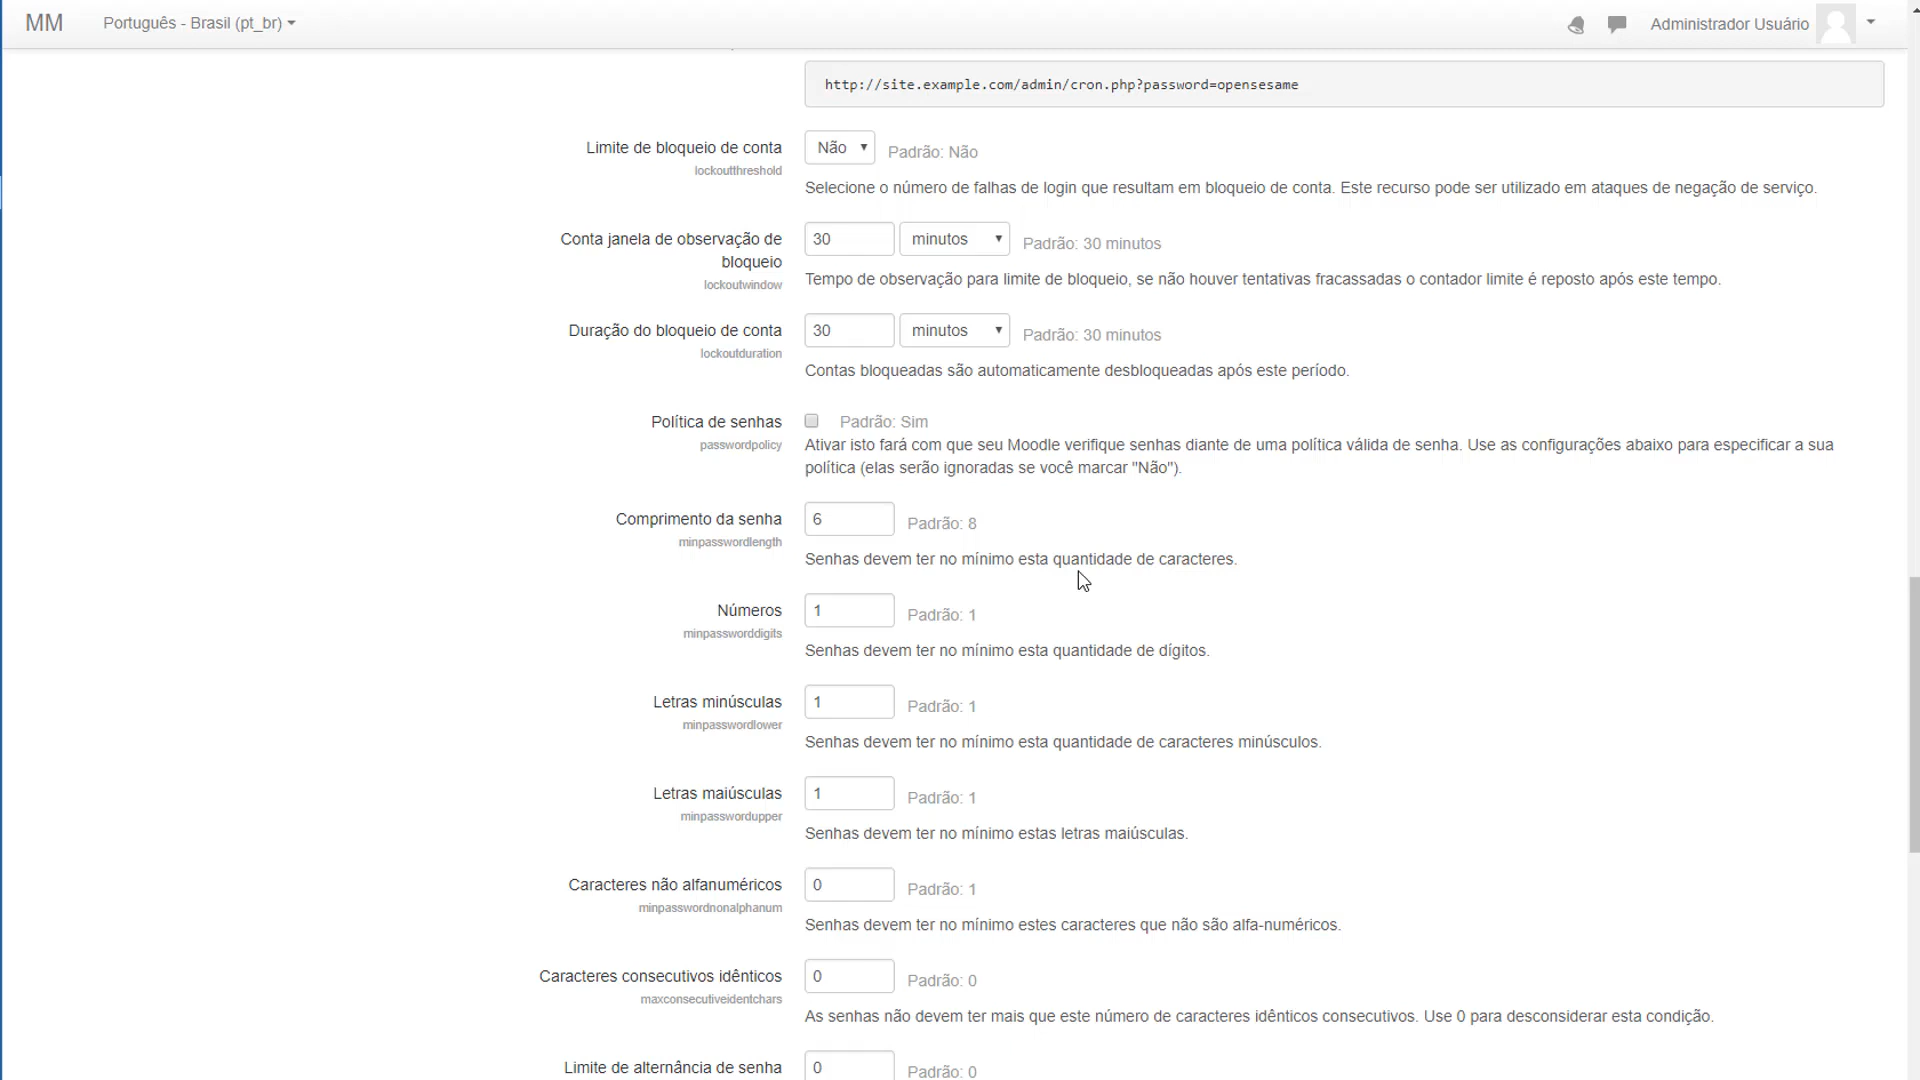 MM Português - Brasil (pt_br) Administrador Usuário
http://site.example.com/admin/cron.php?password=opensesame
Limite de bloqueio de conta Não Padrão: Não
lockoutthreshold
Selecione o número de falhas de login que resultam em bloqueio de conta. Este recurso pode ser utilizado em ataques de negação de serviço.
Conta janela de observação de 30 minutos Padrão: 30 minutos
bloqueio
lockoutwindow
Tempo de observação para limite de bloqueio, se não houver tentativas fracassadas o contador limite é reposto após este tempo.
Duração do bloqueio de conta 30 minutos Padrão: 30 minutos
lockoutduration
Contas bloqueadas são automaticamente desbloqueadas após este período.
Política de senhas Padrão: Sim
passwordpolicy
Ativar isto fará com que seu Moodle verifique senhas diante de uma política válida de senha. Use as configurações abaixo para especificar a sua
política (elas serão ignoradas se você marcar "Não").
Comprimento da senha 6 Padrão: 8
minpasswordlength
Senhas devem ter no mínimo esta quantidade de caracteres.
Números 1 Padrão: 1
minpassworddigits
Senhas devem ter no mínimo esta quantidade de dígitos.
Letras minúsculas 1 Padrão: 1
minpasswordlower
Senhas devem ter no mínimo esta quantidade de caracteres minúsculos.
Letras maiúsculas 1 Padrão: 1
minpasswordupper
Senhas devem ter no mínimo estas letras maiúsculas.
Caracteres não alfanuméricos 0 Padrão: 1
minpasswordnonalphanum
Senhas devem ter no mínimo estes caracteres que não são alfa-numéricos.
Caracteres consecutivos idênticos 0 Padrão: 0
maxconsecutiveidentchars
As senhas não devem ter mais que este número de caracteres idênticos consecutivos. Use 0 para desconsiderar esta condição.
Limite de alternância de senha 0 Padrão: 0